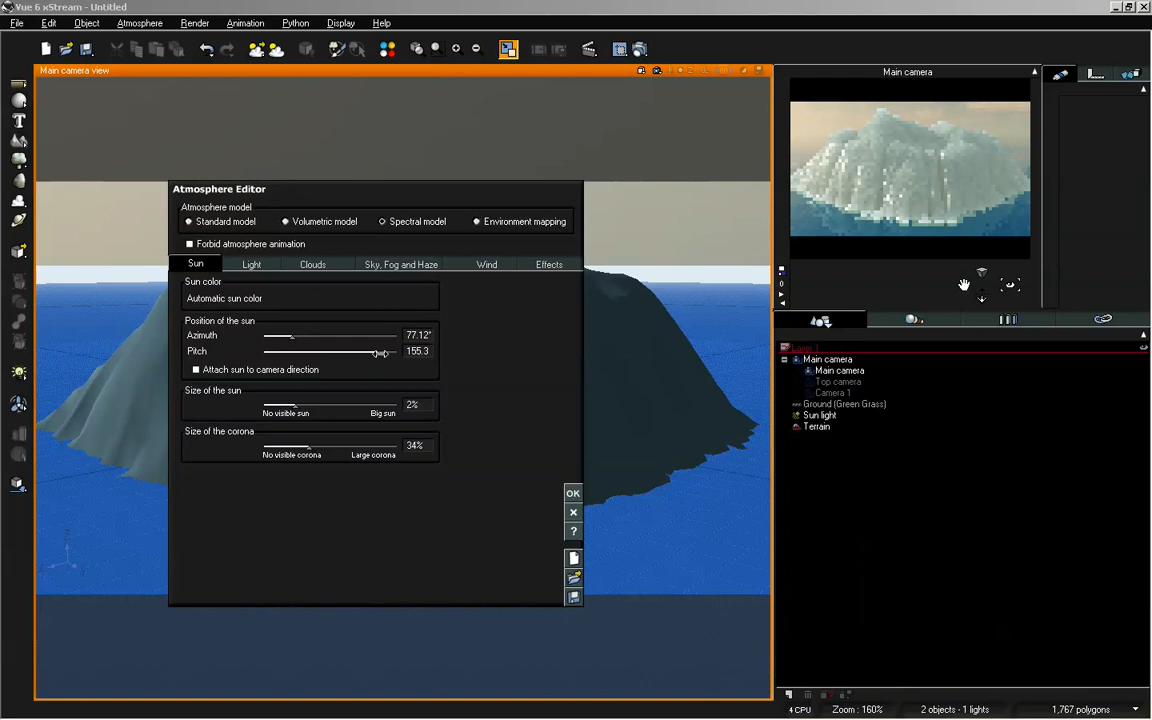 Vue 6 xStream - Untitled
File Edit Object Atmosphere Render Animation Python Display Help
Main camera view
Main camera
Atmosphere Editor
Atmosphere model
Standard model Volumetric model Spectral model Environment mapping
Forbid atmosphere animation
Sun Light Clouds Sky, Fog and Haze Wind Effects
Sun color
Automatic sun color
Position of the sun
Azimuth 77.12°
Pitch 155.3
Attach sun to camera direction
Size of the sun
2%
No visible sun Big sun
Size of the corona
34%
No visible corona Large corona
OK
?
0
Layer 1
Main camera
Main camera
Top camera
Camera 1
Ground (Green Grass)
Sun light
Terrain
4 CPU Zoom : 160% 2 objects - 1 lights 1,767 polygons